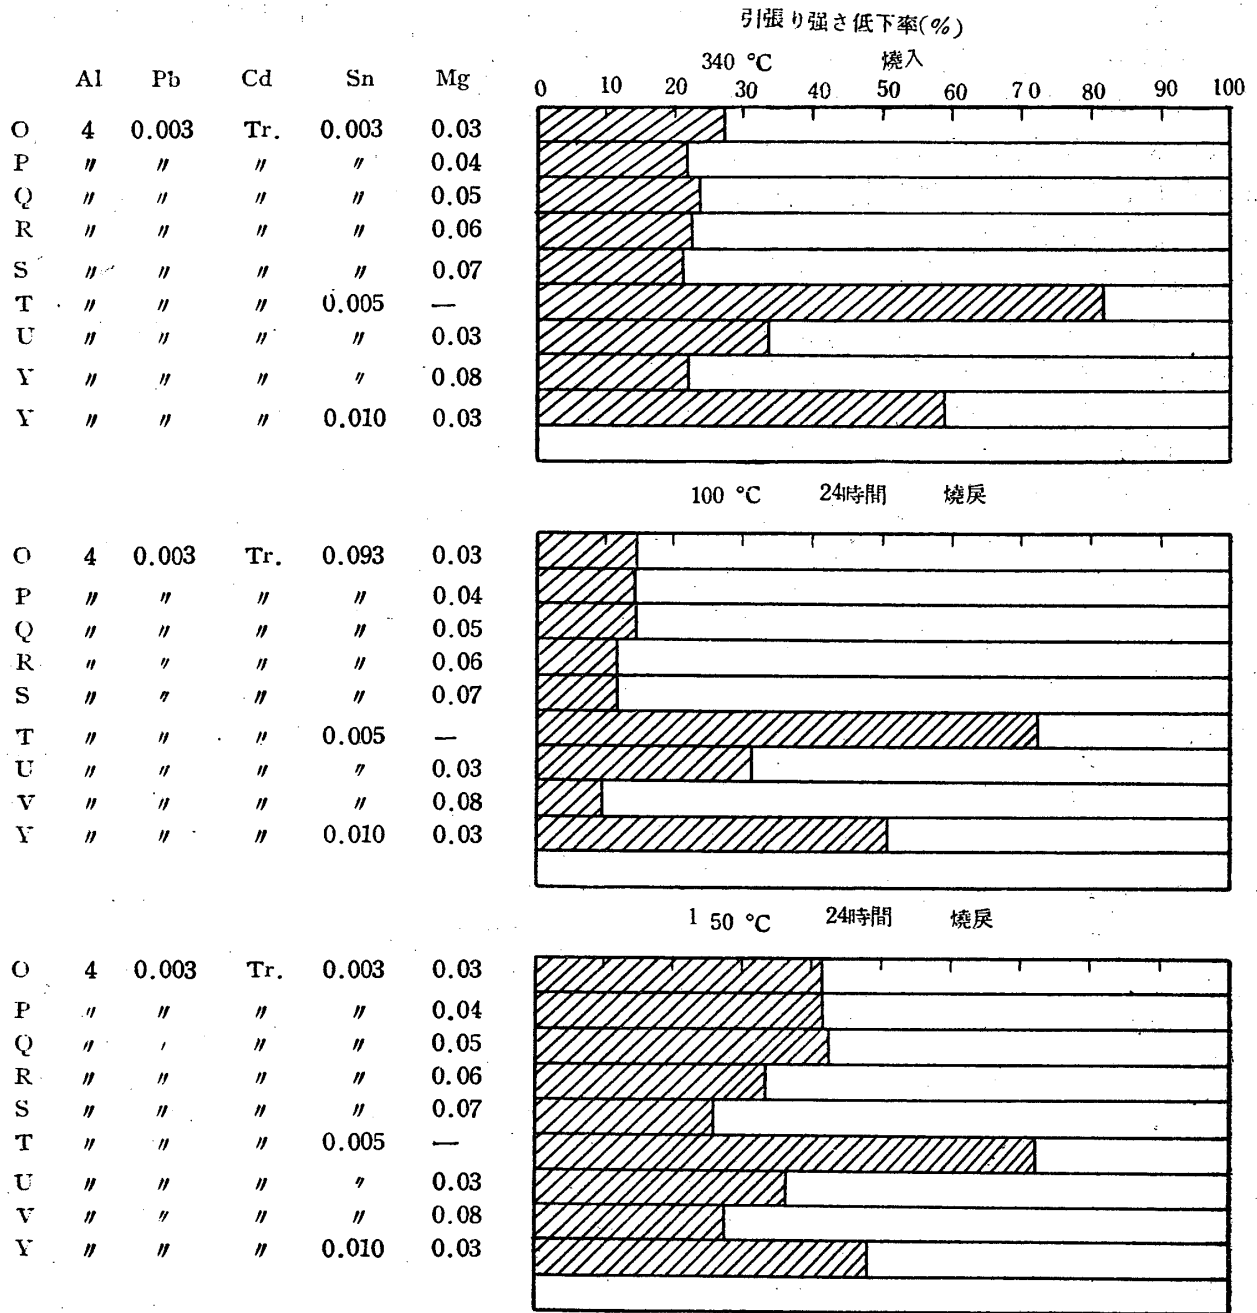 引張り強さ低下率(%)
340 °C 燒入
Al Pb Cd Sn Mg
0 10 20 30 40 50 60 70 80 90 100
O 4 0.003 Tr. 0.003 0.03
P 〃 〃 〃 〃 0.04
Q 〃 〃 〃 〃 0.05
R 〃 〃 〃 〃 0.06
S 〃 〃 〃 〃 0.07
T 〃 〃 〃 0.005 —
U 〃 〃 〃 〃 0.03
Y 〃 〃 〃 〃 0.08
Y 〃 〃 〃 0.010 0.03
100 °C 24時間 燒戻
O 4 0.003 Tr. 0.093 0.03
P 〃 〃 〃 〃 0.04
Q 〃 〃 〃 〃 0.05
R 〃 〃 〃 〃 0.06
S 〃 〃 〃 〃 0.07
T 〃 〃 〃 0.005 —
U 〃 〃 〃 〃 0.03
V 〃 〃 〃 〃 0.08
Y 〃 〃 〃 0.010 0.03
150 °C 24時間 燒戻
O 4 0.003 Tr. 0.003 0.03
P 〃 〃 〃 〃 0.04
Q 〃 〃 〃 〃 0.05
R 〃 〃 〃 〃 0.06
S 〃 〃 〃 〃 0.07
T 〃 〃 〃 0.005 —
U 〃 〃 〃 〃 0.03
V 〃 〃 〃 〃 0.08
Y 〃 〃 〃 0.010 0.03